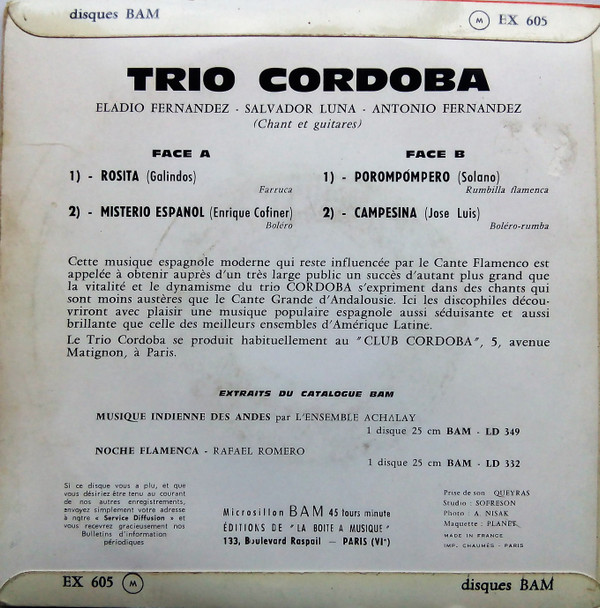 disques BAM M EX 605
TRIO CORDOBA
ELADIO FERNANDEZ - SALVADOR LUNA - ANTONIO FERNANDEZ
(Chant et guitares)
FACE A
1) - ROSITA (Galindos)
Farruca
2) - MISTERIO ESPANOL (Enrique Cofiner)
Boléro
FACE B
1) - POROMPÓMPERO (Solano)
Rumbilla flamenca
2) - CAMPESINA (Jose Luis)
Boléro-rumba
Cette musique espagnole moderne qui reste influencée par le Cante Flamenco est
appelée à obtenir auprès d'un très large public un succès d'autant plus grand que
la vitalité et le dynamisme du trio CORDOBA s'expriment dans des chants qui
sont moins austères que le Cante Grande d'Andalousie. Ici les discophiles décou-
vriront avec plaisir une musique populaire espagnole aussi séduisante et aussi
brillante que celle des meilleurs ensembles d'Amérique Latine.
Le Trio Cordoba se produit habituellement au "CLUB CORDOBA", 5, avenue
Matignon, à Paris.
EXTRAITS DU CATALOGUE BAM
MUSIQUE INDIENNE DES ANDES par L'ENSEMBLE ACHALAY
1 disque 25 cm BAM - LD 349
NOCHE FLAMENCA - RAFAEL ROMERO
1 disque 25 cm BAM - LD 332
Si ce disque vous a plu, et que
vous désiriez être tenu au courant
de nos autres enregistrements,
envoyez simplement votre adresse
à notre « Service Diffusion » et
vous recevrez gracieusement nos
Bulletins d'information
périodiques
Microsillon BAM 45 tours minute
ÉDITIONS DE "LA BOITE A MUSIQUE"
133, Boulevard Raspail - PARIS (VIe)
Prise de son QUEYRAS
Studio : SOFRESON
Photo : A. NISAK
Maquette : PLANEK
MADE IN FRANCE
IMP. CHAUMÉS - PARIS
EX 605 M disques BAM